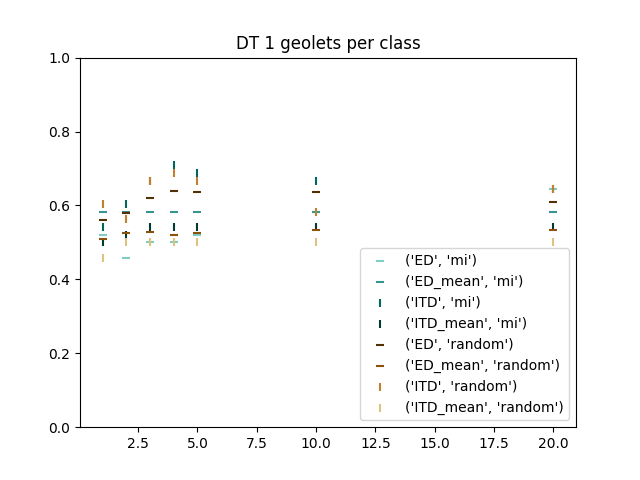 DT 1 geolets per class
1.0
0.8
0.6
0.4
0.2
0.0
2.5 5.0 7.5 10.0 12.5 15.0 17.5 20.0
('ED', 'mi')
('ED_mean', 'mi')
('ITD', 'mi')
('ITD_mean', 'mi')
('ED', 'random')
('ED_mean', 'random')
('ITD', 'random')
('ITD_mean', 'random')